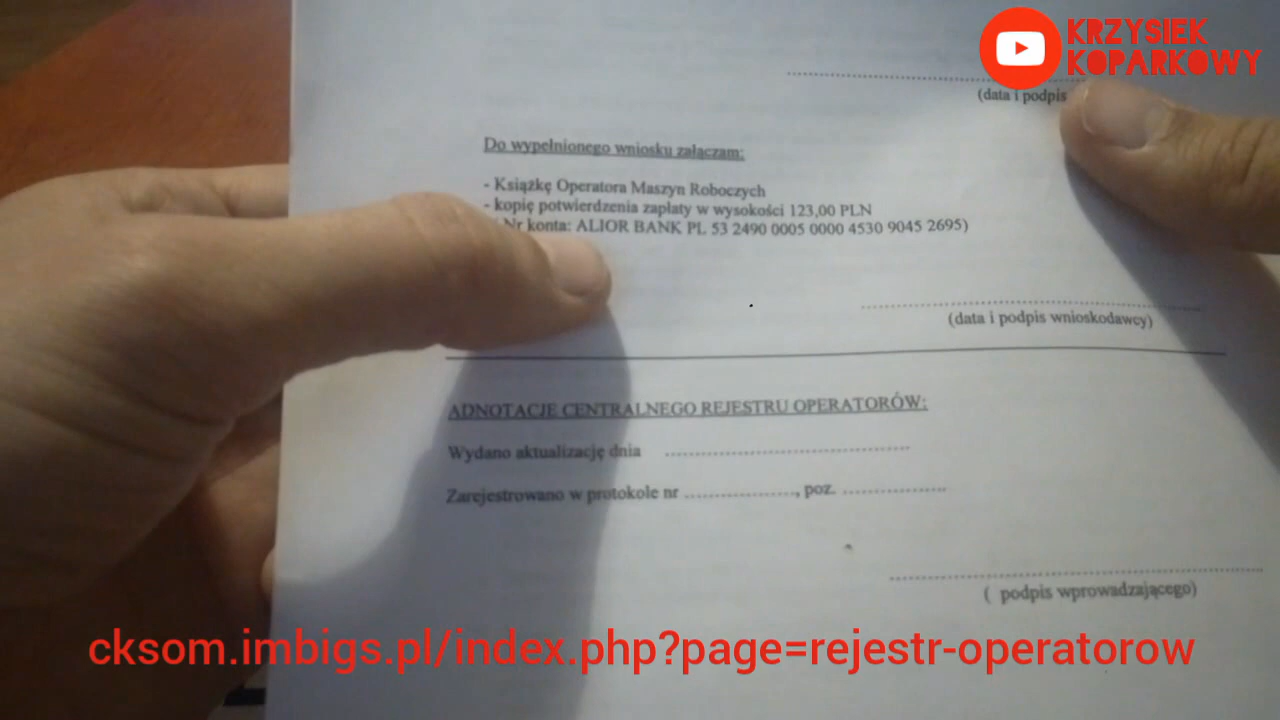 KRZYSIEK
KOPARKOWY
(data i podpis
Do wypełnionego wniosku załączam:
- Książkę Operatora Maszyn Roboczych
- kopię potwierdzenia zapłaty w wysokości 123,00 PLN
Nr konta: ALIOR BANK PL 53 2490 0005 0000 4530 9045 2695)
(data i podpis wnioskodawcy)
ADNOTACJE CENTRALNEGO REJESTRU OPERATORÓW:
Wydano aktualizację dnia ..........................................
Zarejestrowano w protokole nr ..................., poz. .................
( podpis wprowadzającego)
cksom.imbigs.pl/index.php?page=rejestr-operatorow